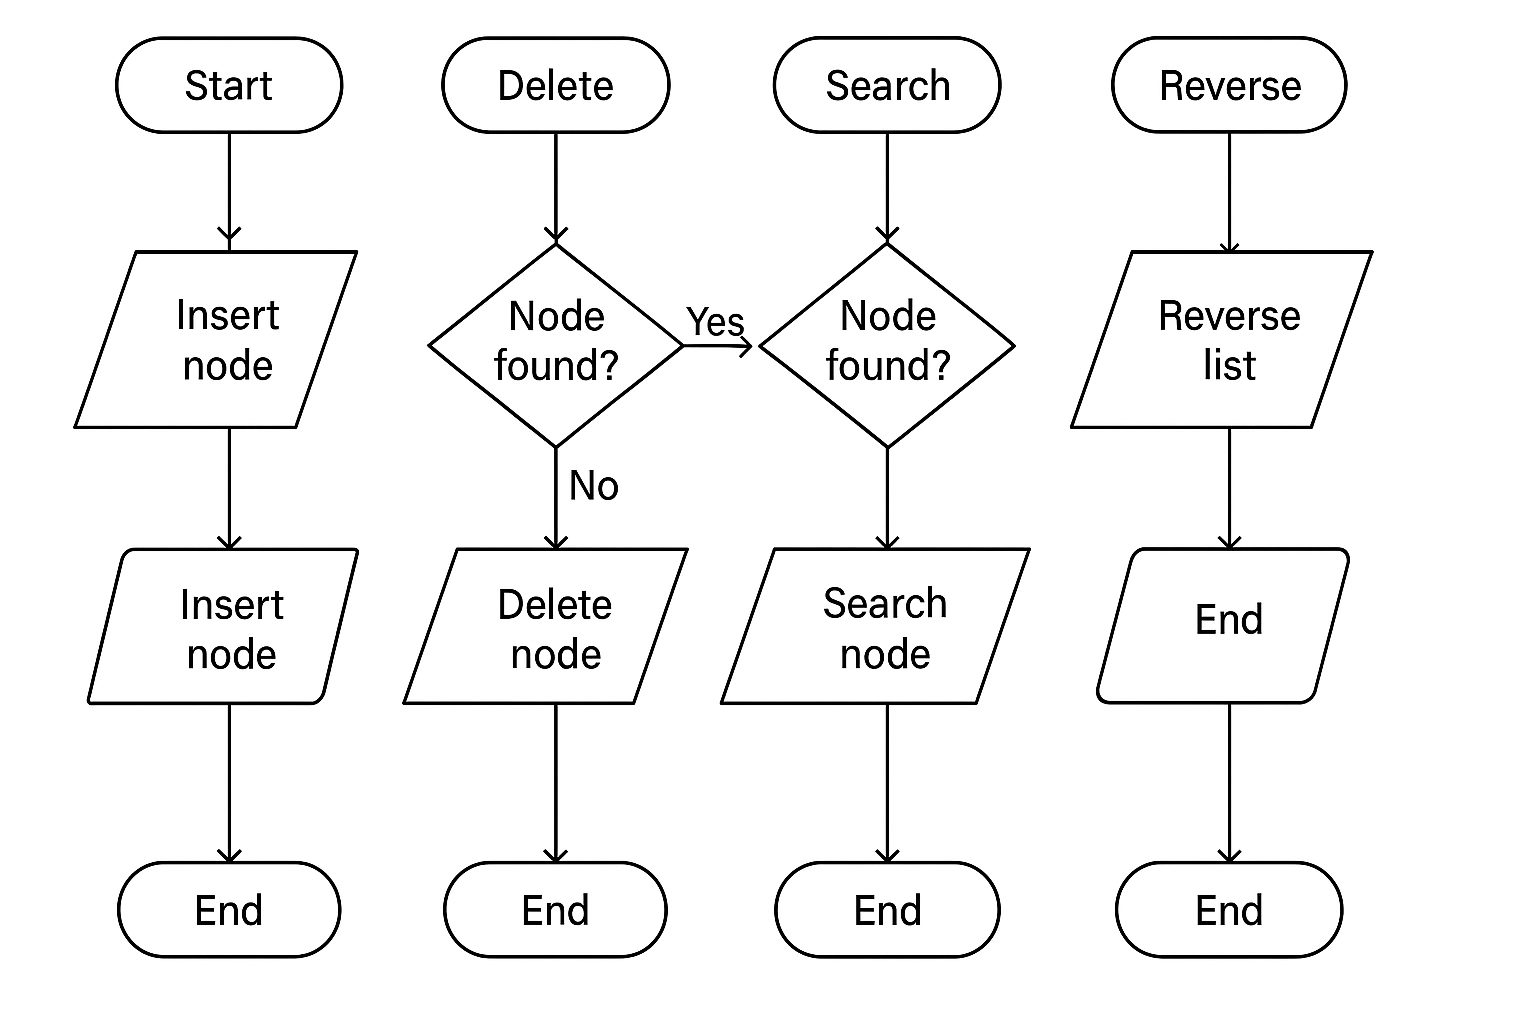 Start
Delete
Search
Reverse
Insert
node
Node
found?
Yes
Node
found?
Reverse
list
No
Insert
node
Delete
node
Search
node
End
End
End
End
End